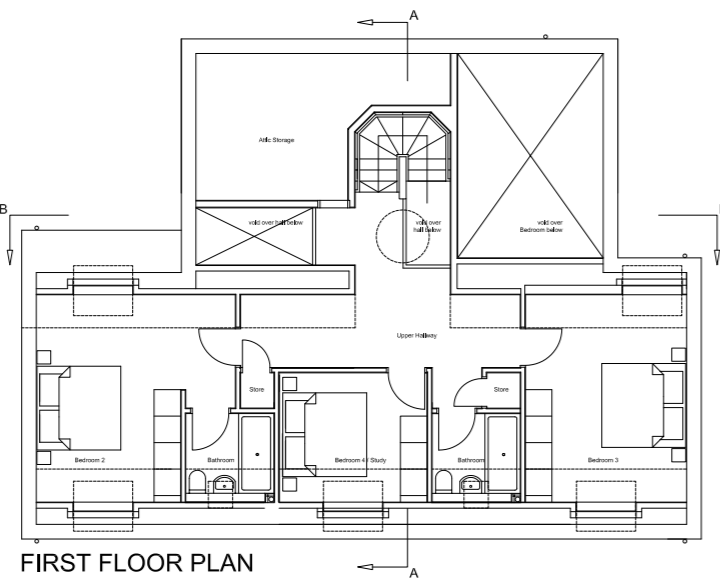 A
Attic Storage
B
void over hall below
void over
hall below
void over
Bedroom below
Upper Hallway
Store
Store
Bedroom 2
Bathroom
Bedroom 4 / Study
Bathroom
Bedroom 3
FIRST FLOOR PLAN
A